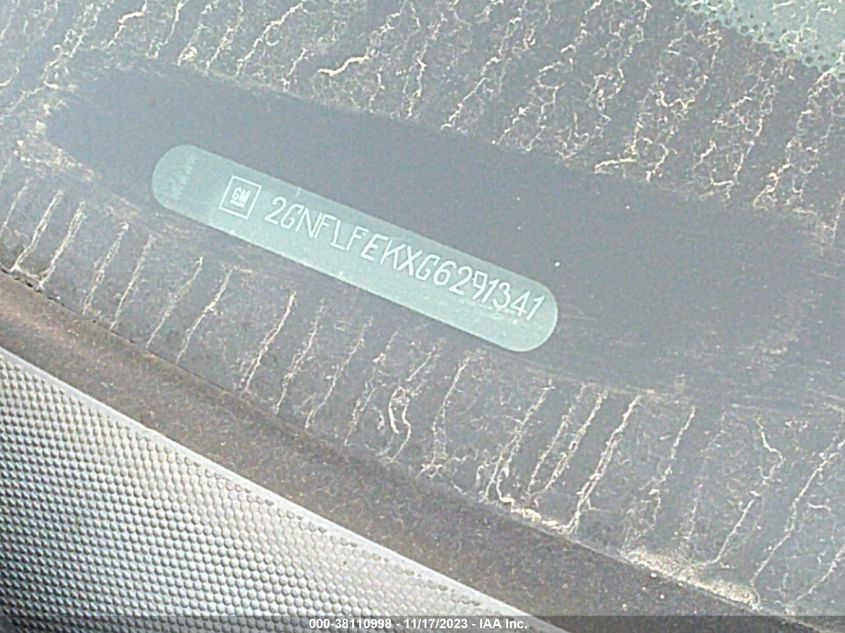 GM
2GNFLFEKXG6291341
000-38110998 - 11/17/2023 - IAA Inc.